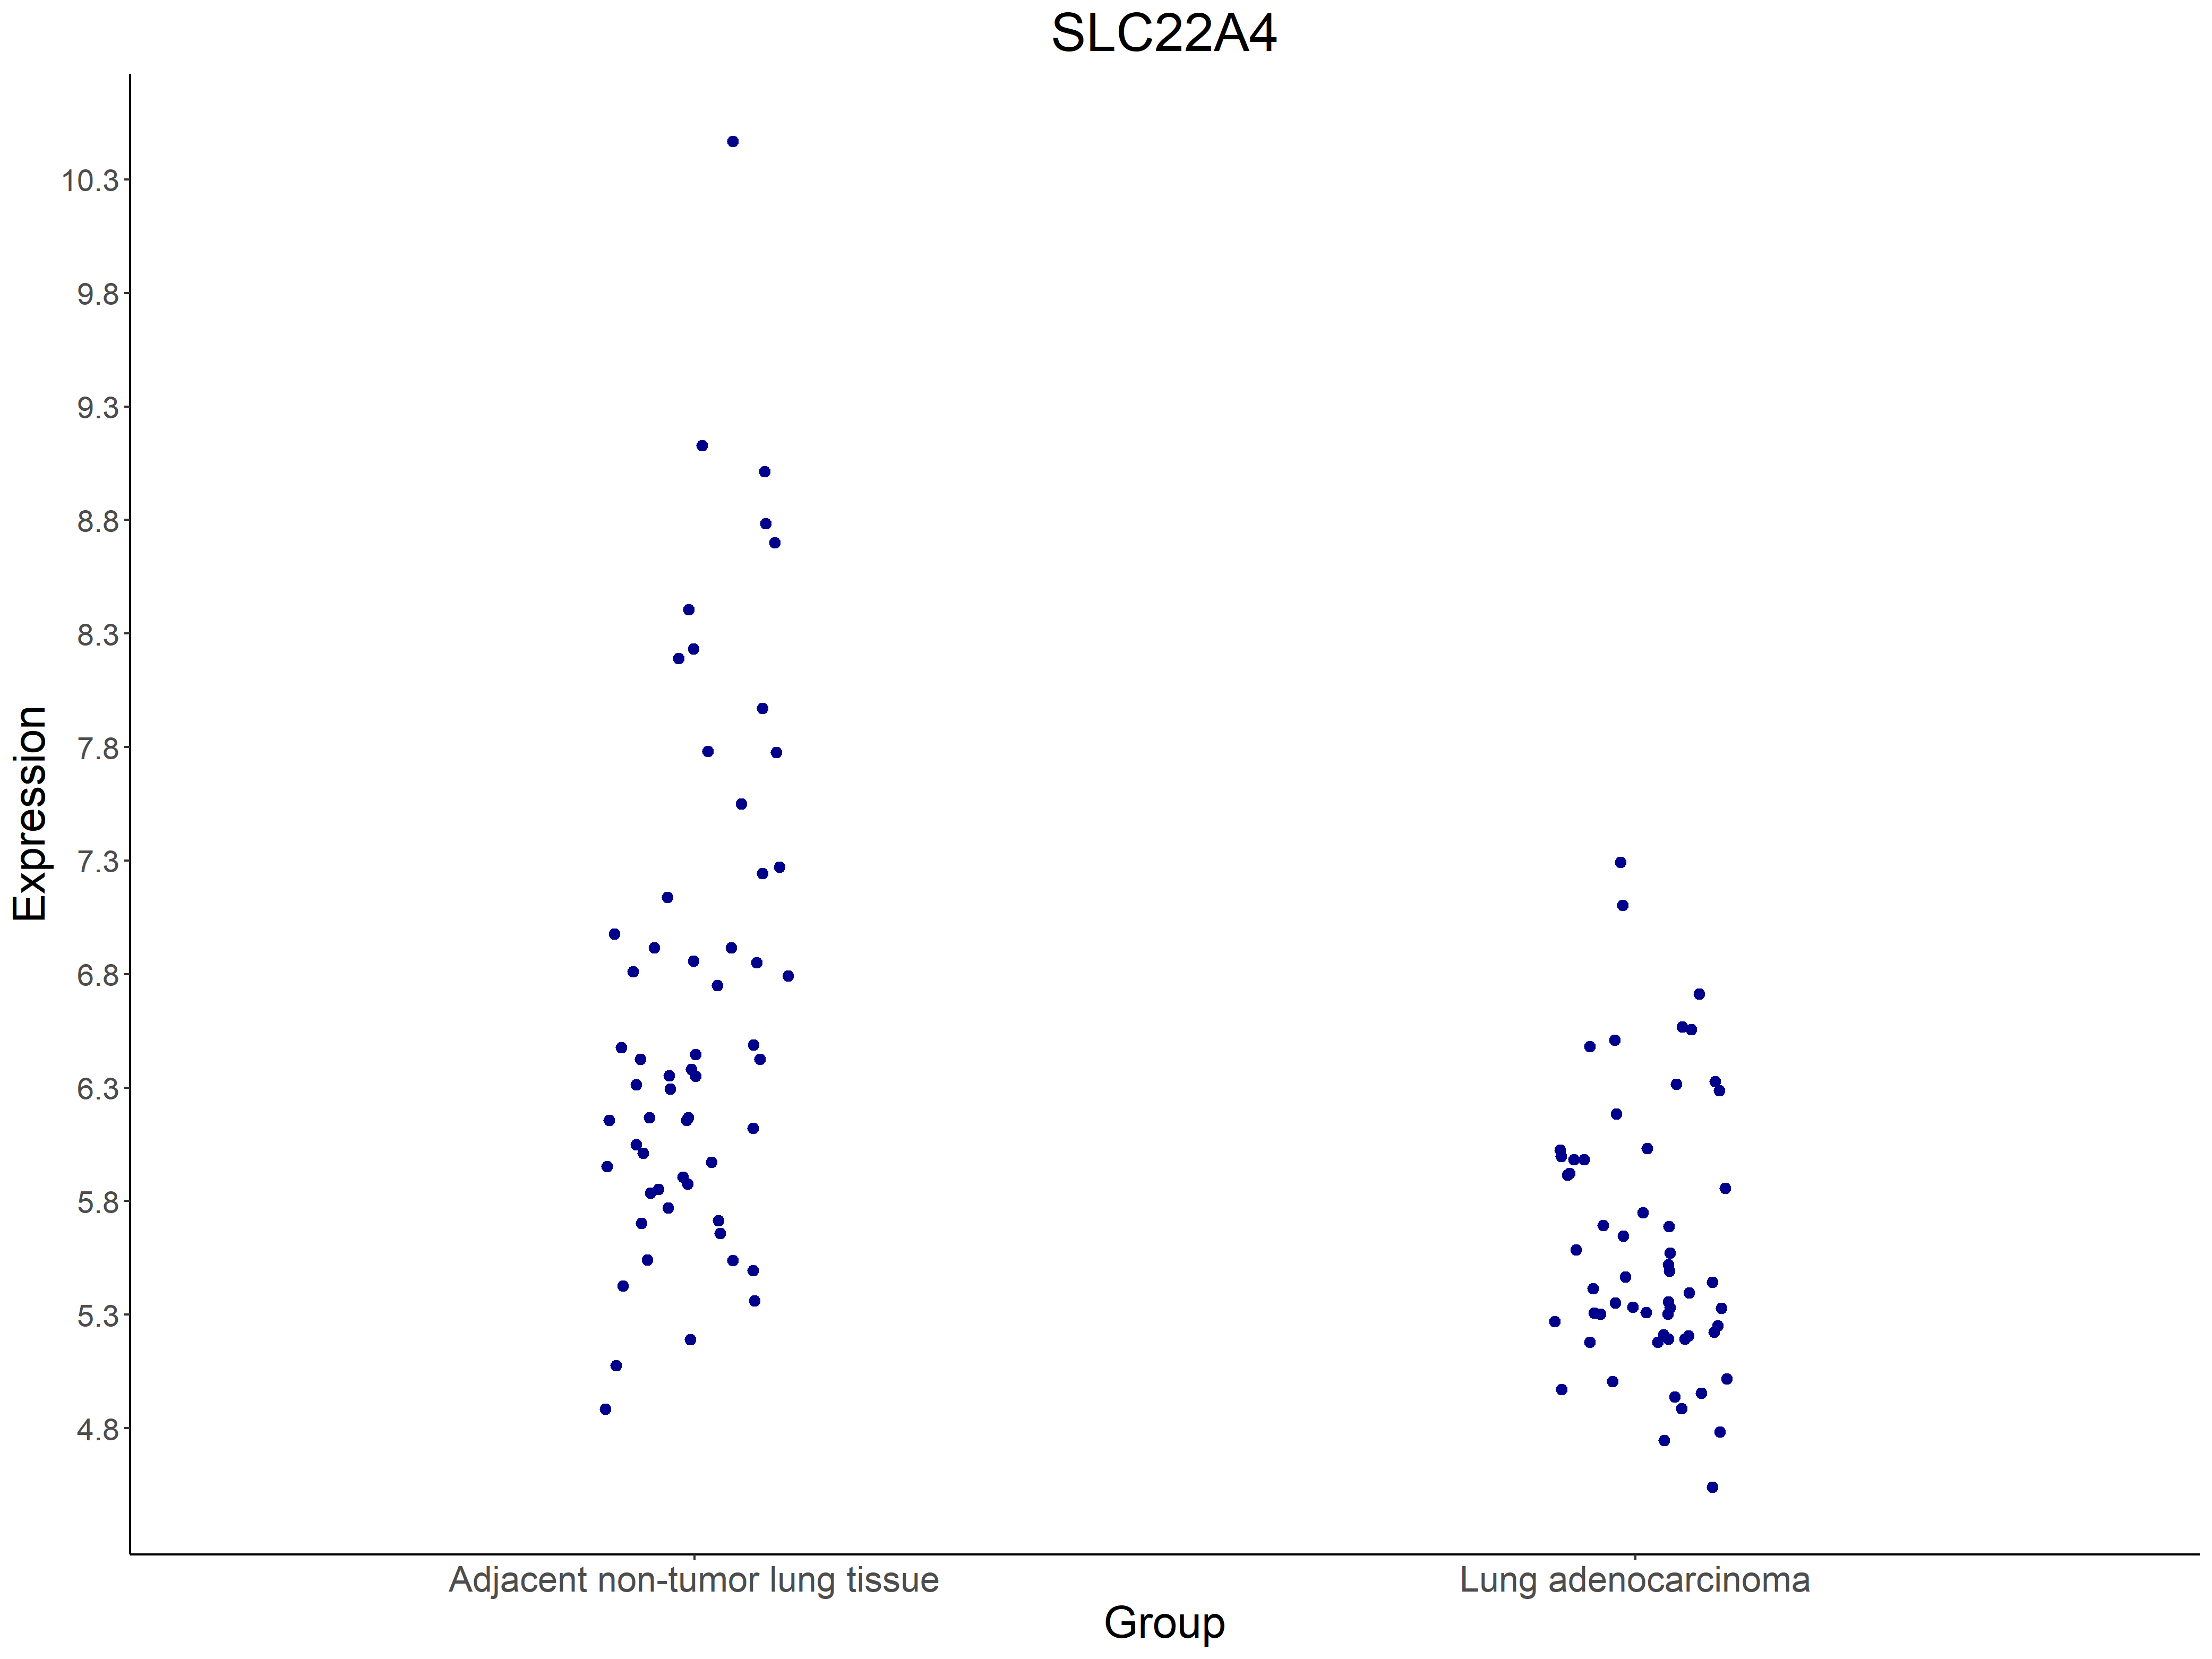 SLC22A4
10.3
9.8
9.3
8.8
8.3
7.8
7.3
6.8
6.3
5.8
5.3
4.8
Expression
Adjacent non-tumor lung tissue
Lung adenocarcinoma
Group